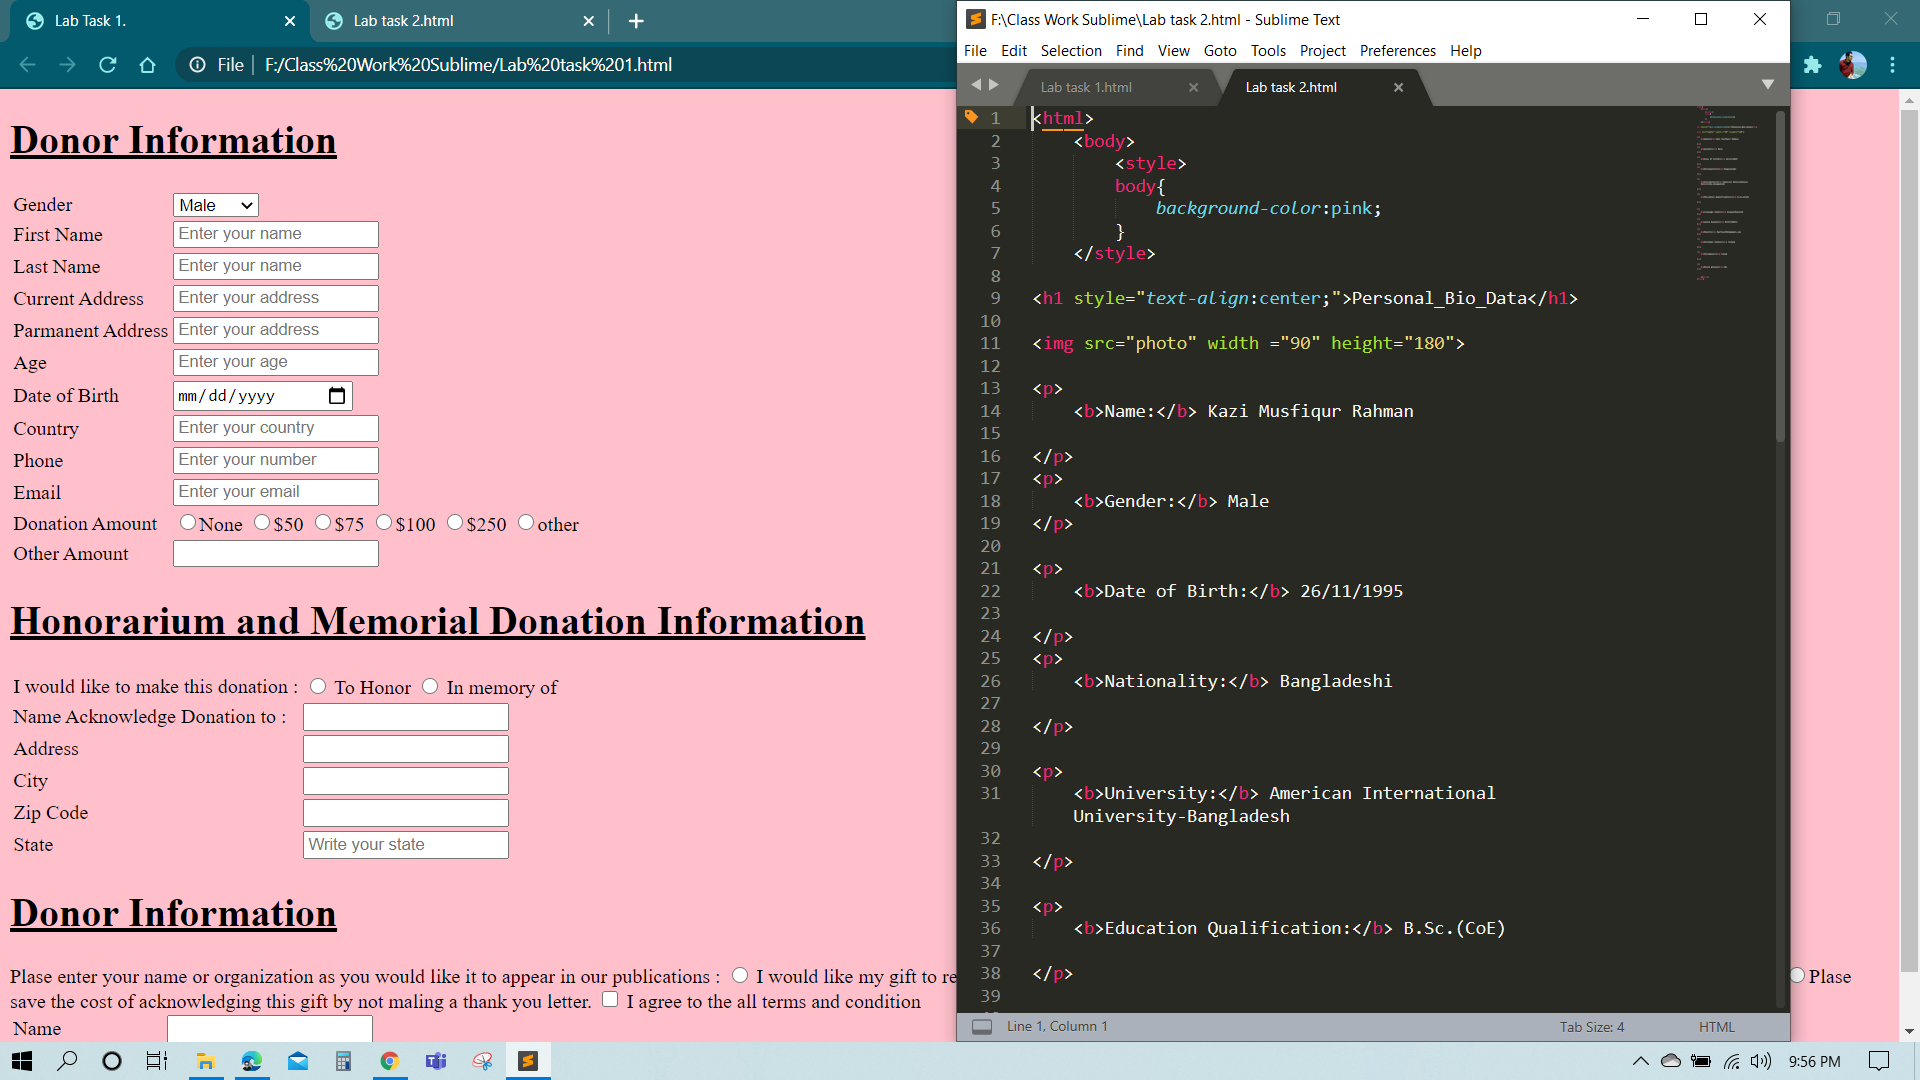 Lab Task 1.
Lab task 2.html
File
F:/Class%20Work%20Sublime/Lab%20task%201.html
Donor Information
Gender Male
First Name Enter your name
Last Name Enter your name
Current Address Enter your address
Parmanent Address Enter your address
Age Enter your age
Date of Birth mm/dd/yyyy
Country Enter your country
Phone Enter your number
Email Enter your email
Donation Amount None $50 $75 $100 $250 other
Other Amount
Honorarium and Memorial Donation Information
I would like to make this donation : To Honor In memory of
Name Acknowledge Donation to :
Address
City
Zip Code
State Write your state
Donor Information
Plase enter your name or organization as you would like it to appear in our publications : I would like my gift to re
Plase
save the cost of acknowledging this gift by not maling a thank you letter. I agree to the all terms and condition
Name
F:\Class Work Sublime\Lab task 2.html - Sublime Text
File Edit Selection Find View Goto Tools Project Preferences Help
Lab task 1.html
Lab task 2.html
1 <html>
2 <body>
3 <style>
4 body{
5 background-color:pink;
6 }
7 </style>
8
9 <h1 style="text-align:center;">Personal_Bio_Data</h1>
10
11 <img src="photo" width ="90" height="180">
12
13 <p>
14 <b>Name:</b> Kazi Musfiqur Rahman
15
16 </p>
17 <p>
18 <b>Gender:</b> Male
19 </p>
20
21 <p>
22 <b>Date of Birth:</b> 26/11/1995
23
24 </p>
25 <p>
26 <b>Nationality:</b> Bangladeshi
27
28 </p>
29
30 <p>
31 <b>University:</b> American International
University-Bangladesh
32
33 </p>
34
35 <p>
36 <b>Education Qualification:</b> B.Sc.(CoE)
37
38 </p>
39
Line 1, Column 1
Tab Size: 4
HTML
9:56 PM